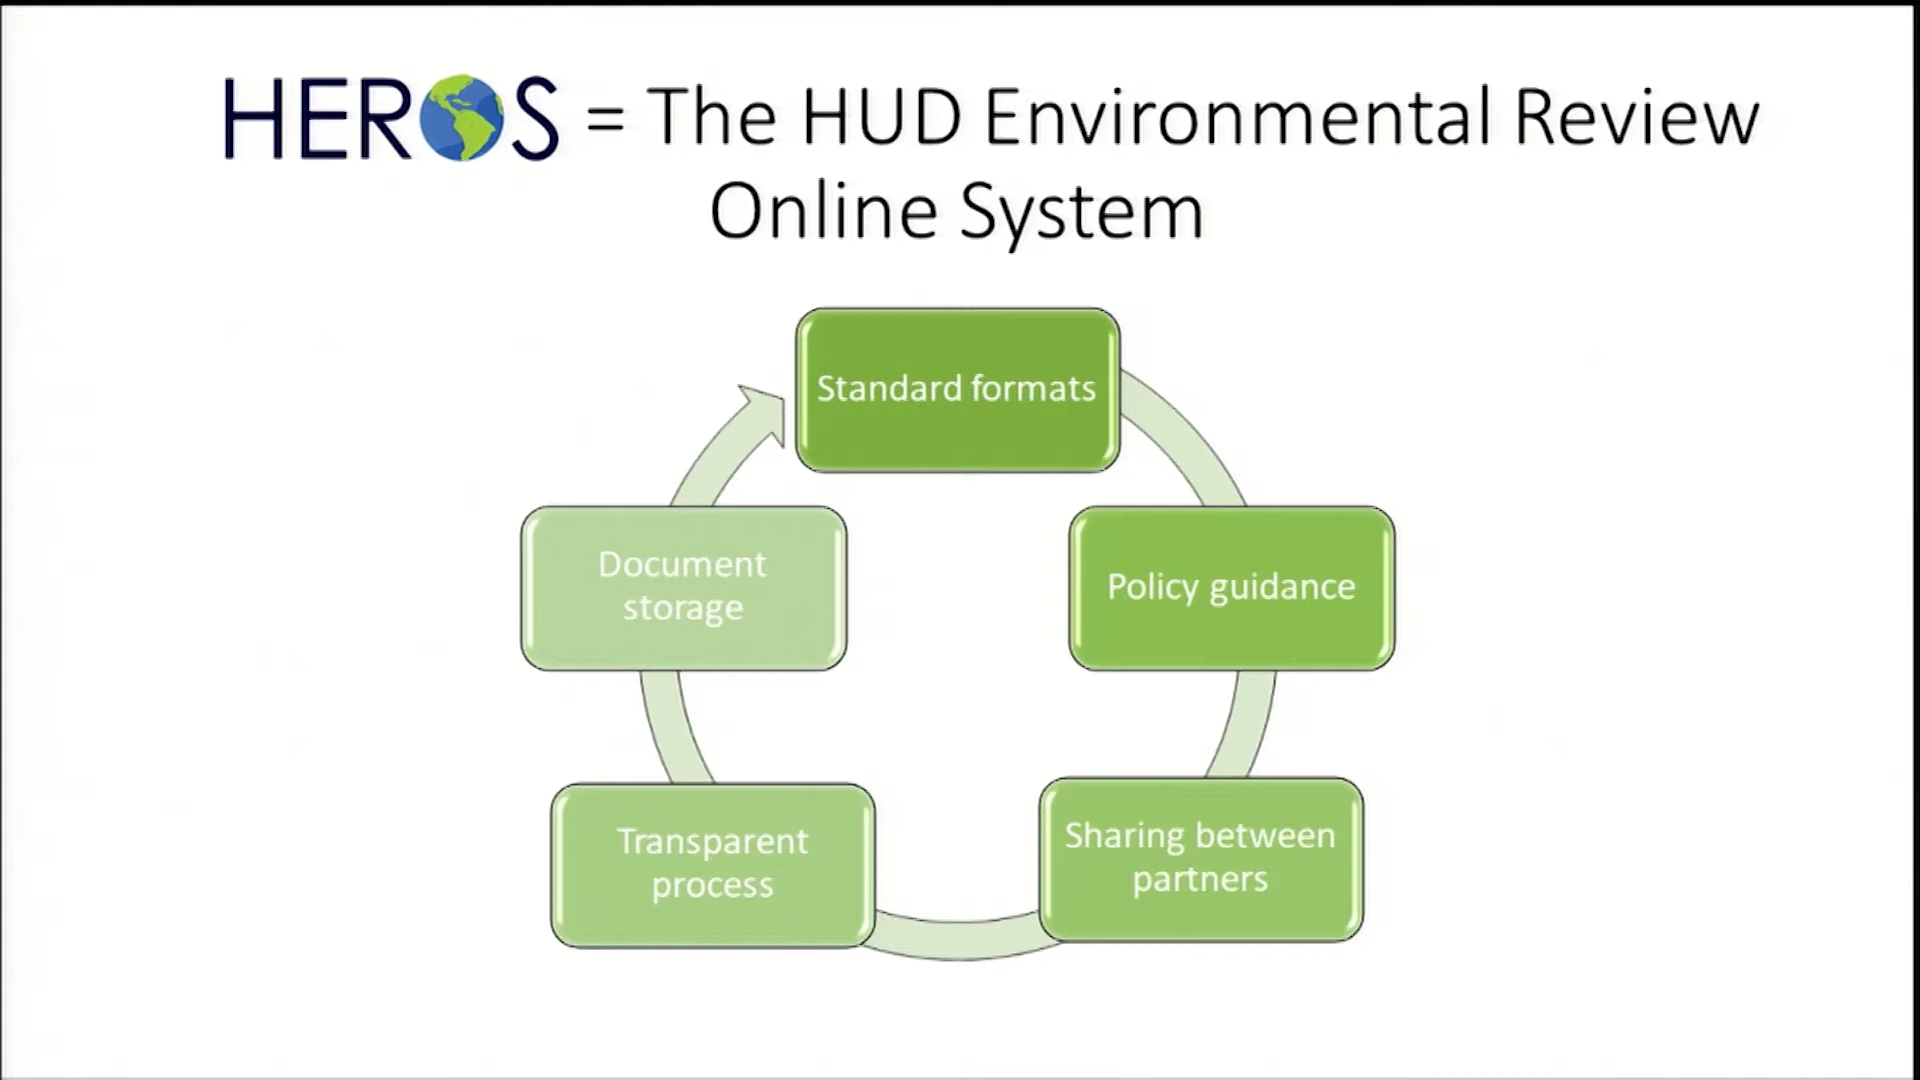 HEROS = The HUD Environmental Review
Online System
Standard formats
Policy guidance
Sharing between
partners
Transparent
process
Document
storage